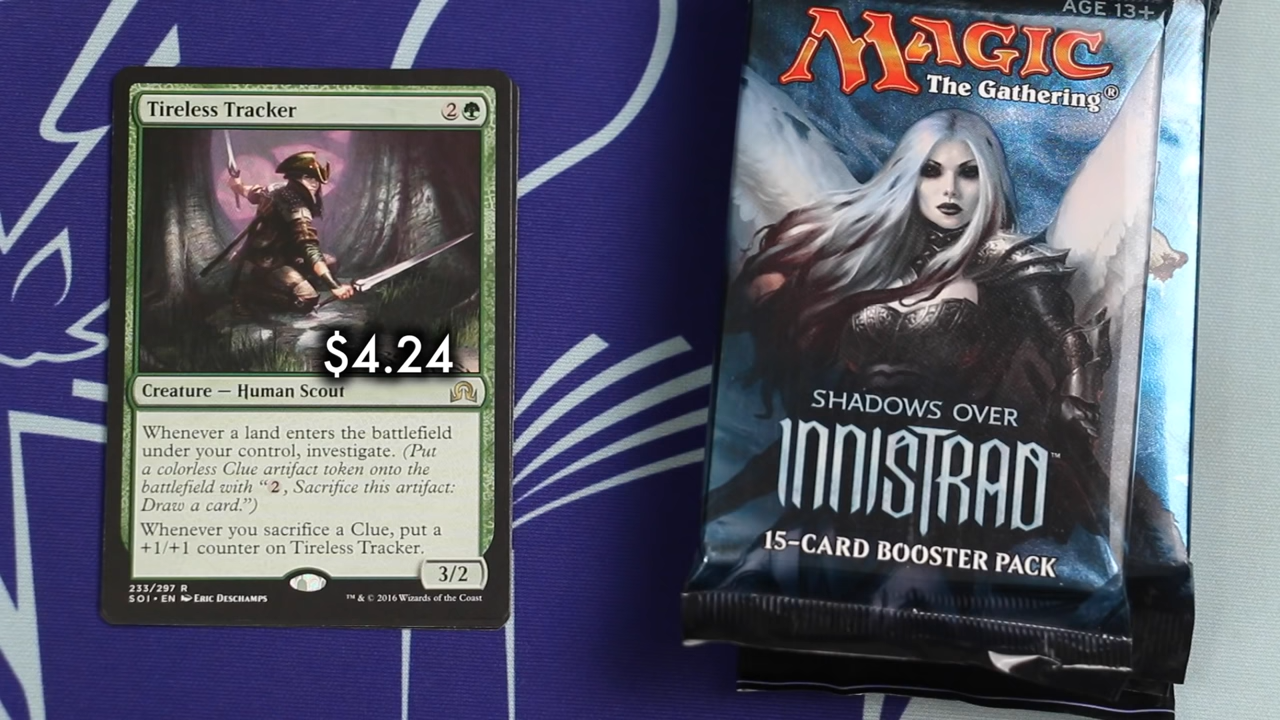 Tireless Tracker 2
$4.24
Creature — Human Scout
Whenever a land enters the battlefield
under your control, investigate. (Put
a colorless Clue artifact token onto the
battlefield with “2, Sacrifice this artifact:
Draw a card.”)
Whenever you sacrifice a Clue, put a
+1/+1 counter on Tireless Tracker.
3/2
233/297 R
SOI • EN ERIC DESCHAMPS
™ & © 2016 Wizards of the Coast
AGE 13+
MAGIC
The Gathering®
SHADOWS OVER
INNISTRAD™
15-CARD BOOSTER PACK